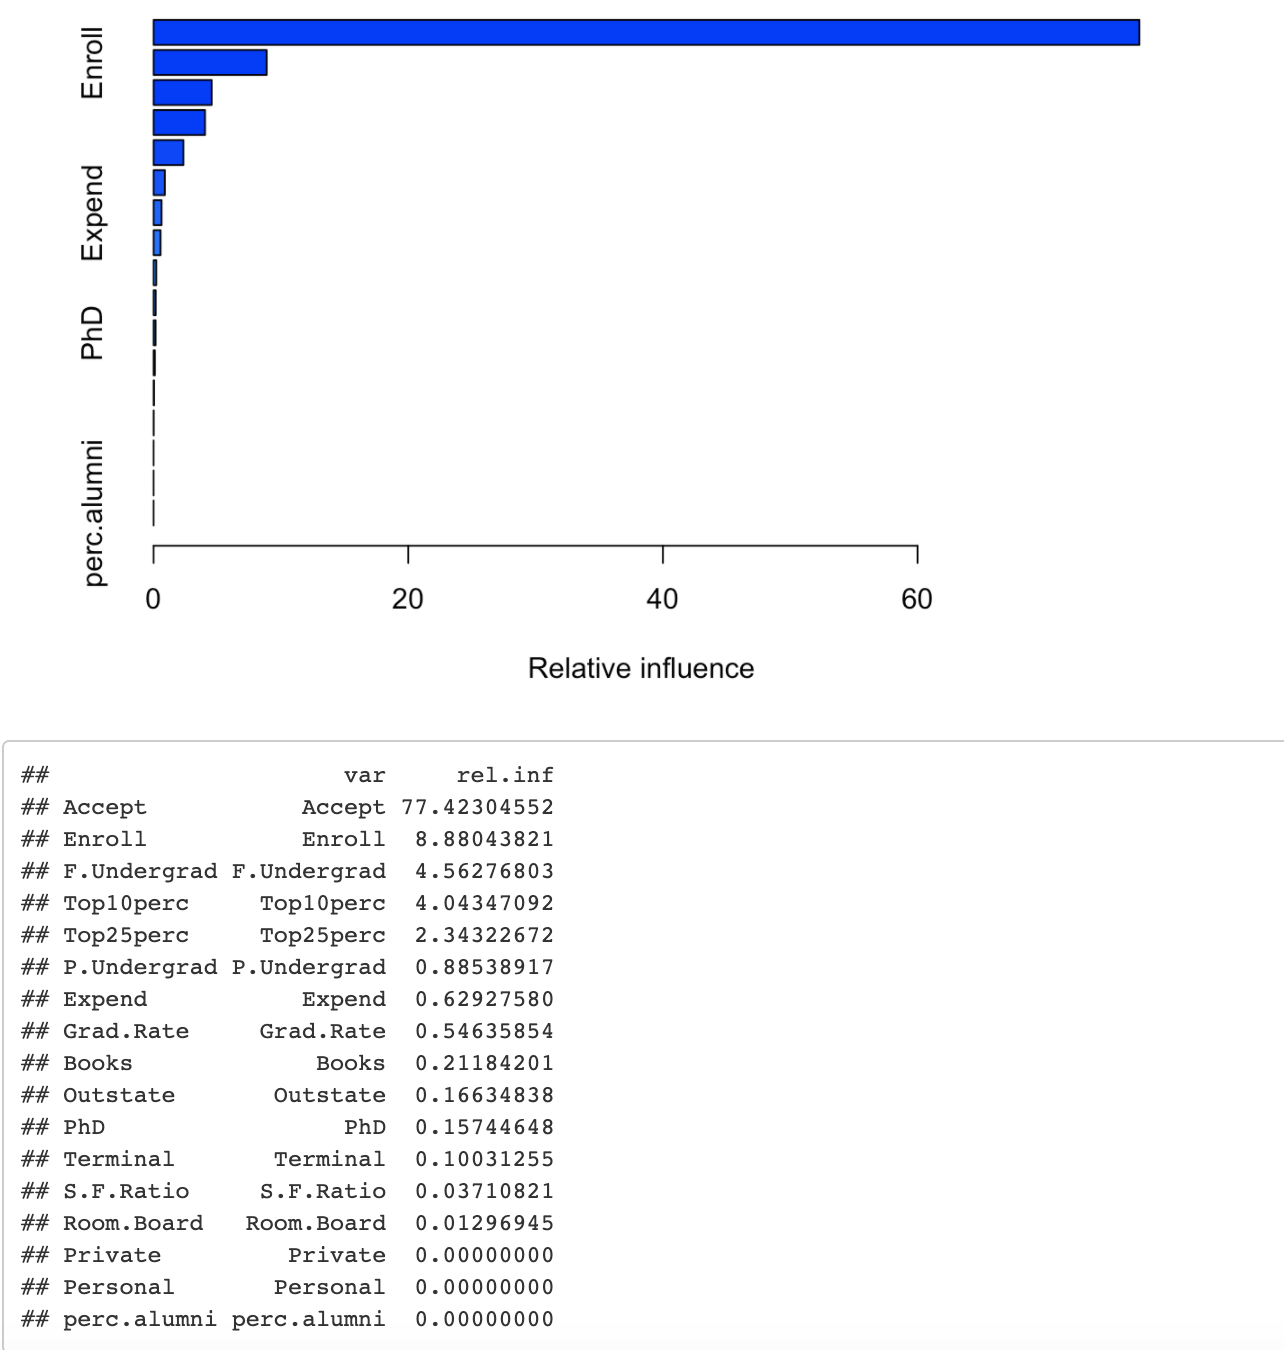 Enroll
Expend
PhD
perc.alumni
0 20 40 60
Relative influence
## var rel.inf
## Accept Accept 77.42304552
## Enroll Enroll 8.88043821
## F.Undergrad F.Undergrad 4.56276803
## Top10perc Top10perc 4.04347092
## Top25perc Top25perc 2.34322672
## P.Undergrad P.Undergrad 0.88538917
## Expend Expend 0.62927580
## Grad.Rate Grad.Rate 0.54635854
## Books Books 0.21184201
## Outstate Outstate 0.16634838
## PhD PhD 0.15744648
## Terminal Terminal 0.10031255
## S.F.Ratio S.F.Ratio 0.03710821
## Room.Board Room.Board 0.01296945
## Private Private 0.00000000
## Personal Personal 0.00000000
## perc.alumni perc.alumni 0.00000000